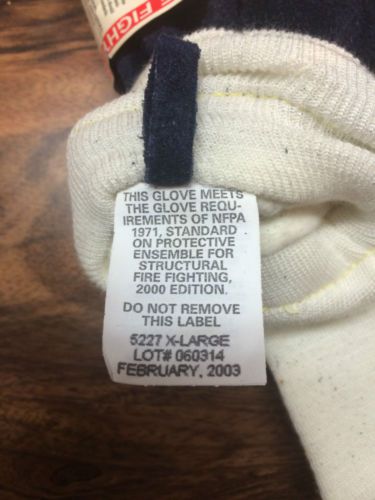 FIGHT
THIS GLOVE MEETS
THE GLOVE REQU-
IREMENTS OF NFPA
1971, STANDARD
ON PROTECTIVE
ENSEMBLE FOR
STRUCTURAL
FIRE FIGHTING,
2000 EDITION.
DO NOT REMOVE
THIS LABEL
5227 X-LARGE
LOT# 060314
FEBRUARY, 2003